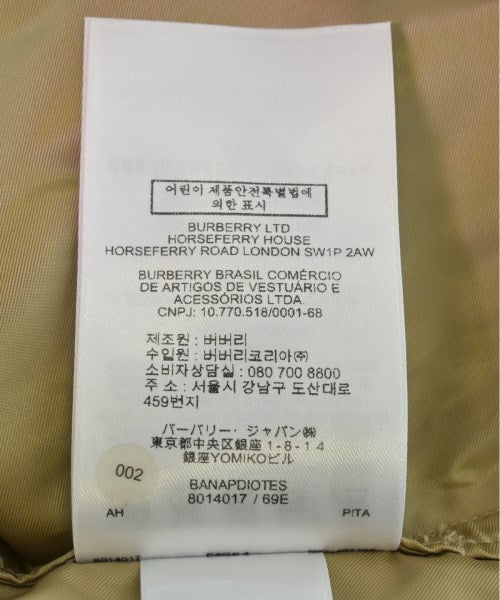 어린이 제품안전특별법에
의한 표시
BURBERRY LTD
HORSEFERRY HOUSE
HORSEFERRY ROAD LONDON SW1P 2AW
BURBERRY BRASIL COMÉRCIO
DE ARTIGOS DE VESTUÁRIO E
ACESSÓRIOS LTDA.
CNPJ: 10.770.518/0001-68
제조원 : 버버리
수입원 : 버버리코리아㈜
소비자상담실 : 080 700 8800
주 소 : 서울시 강남구 도산대로
459번지
バーバリー・ジャパン㈱
東京都中央区銀座1-8-14
銀座YOMIKOビル
002
BANAPDIOTES
8014017 / 69E
AH P!TA
8014017